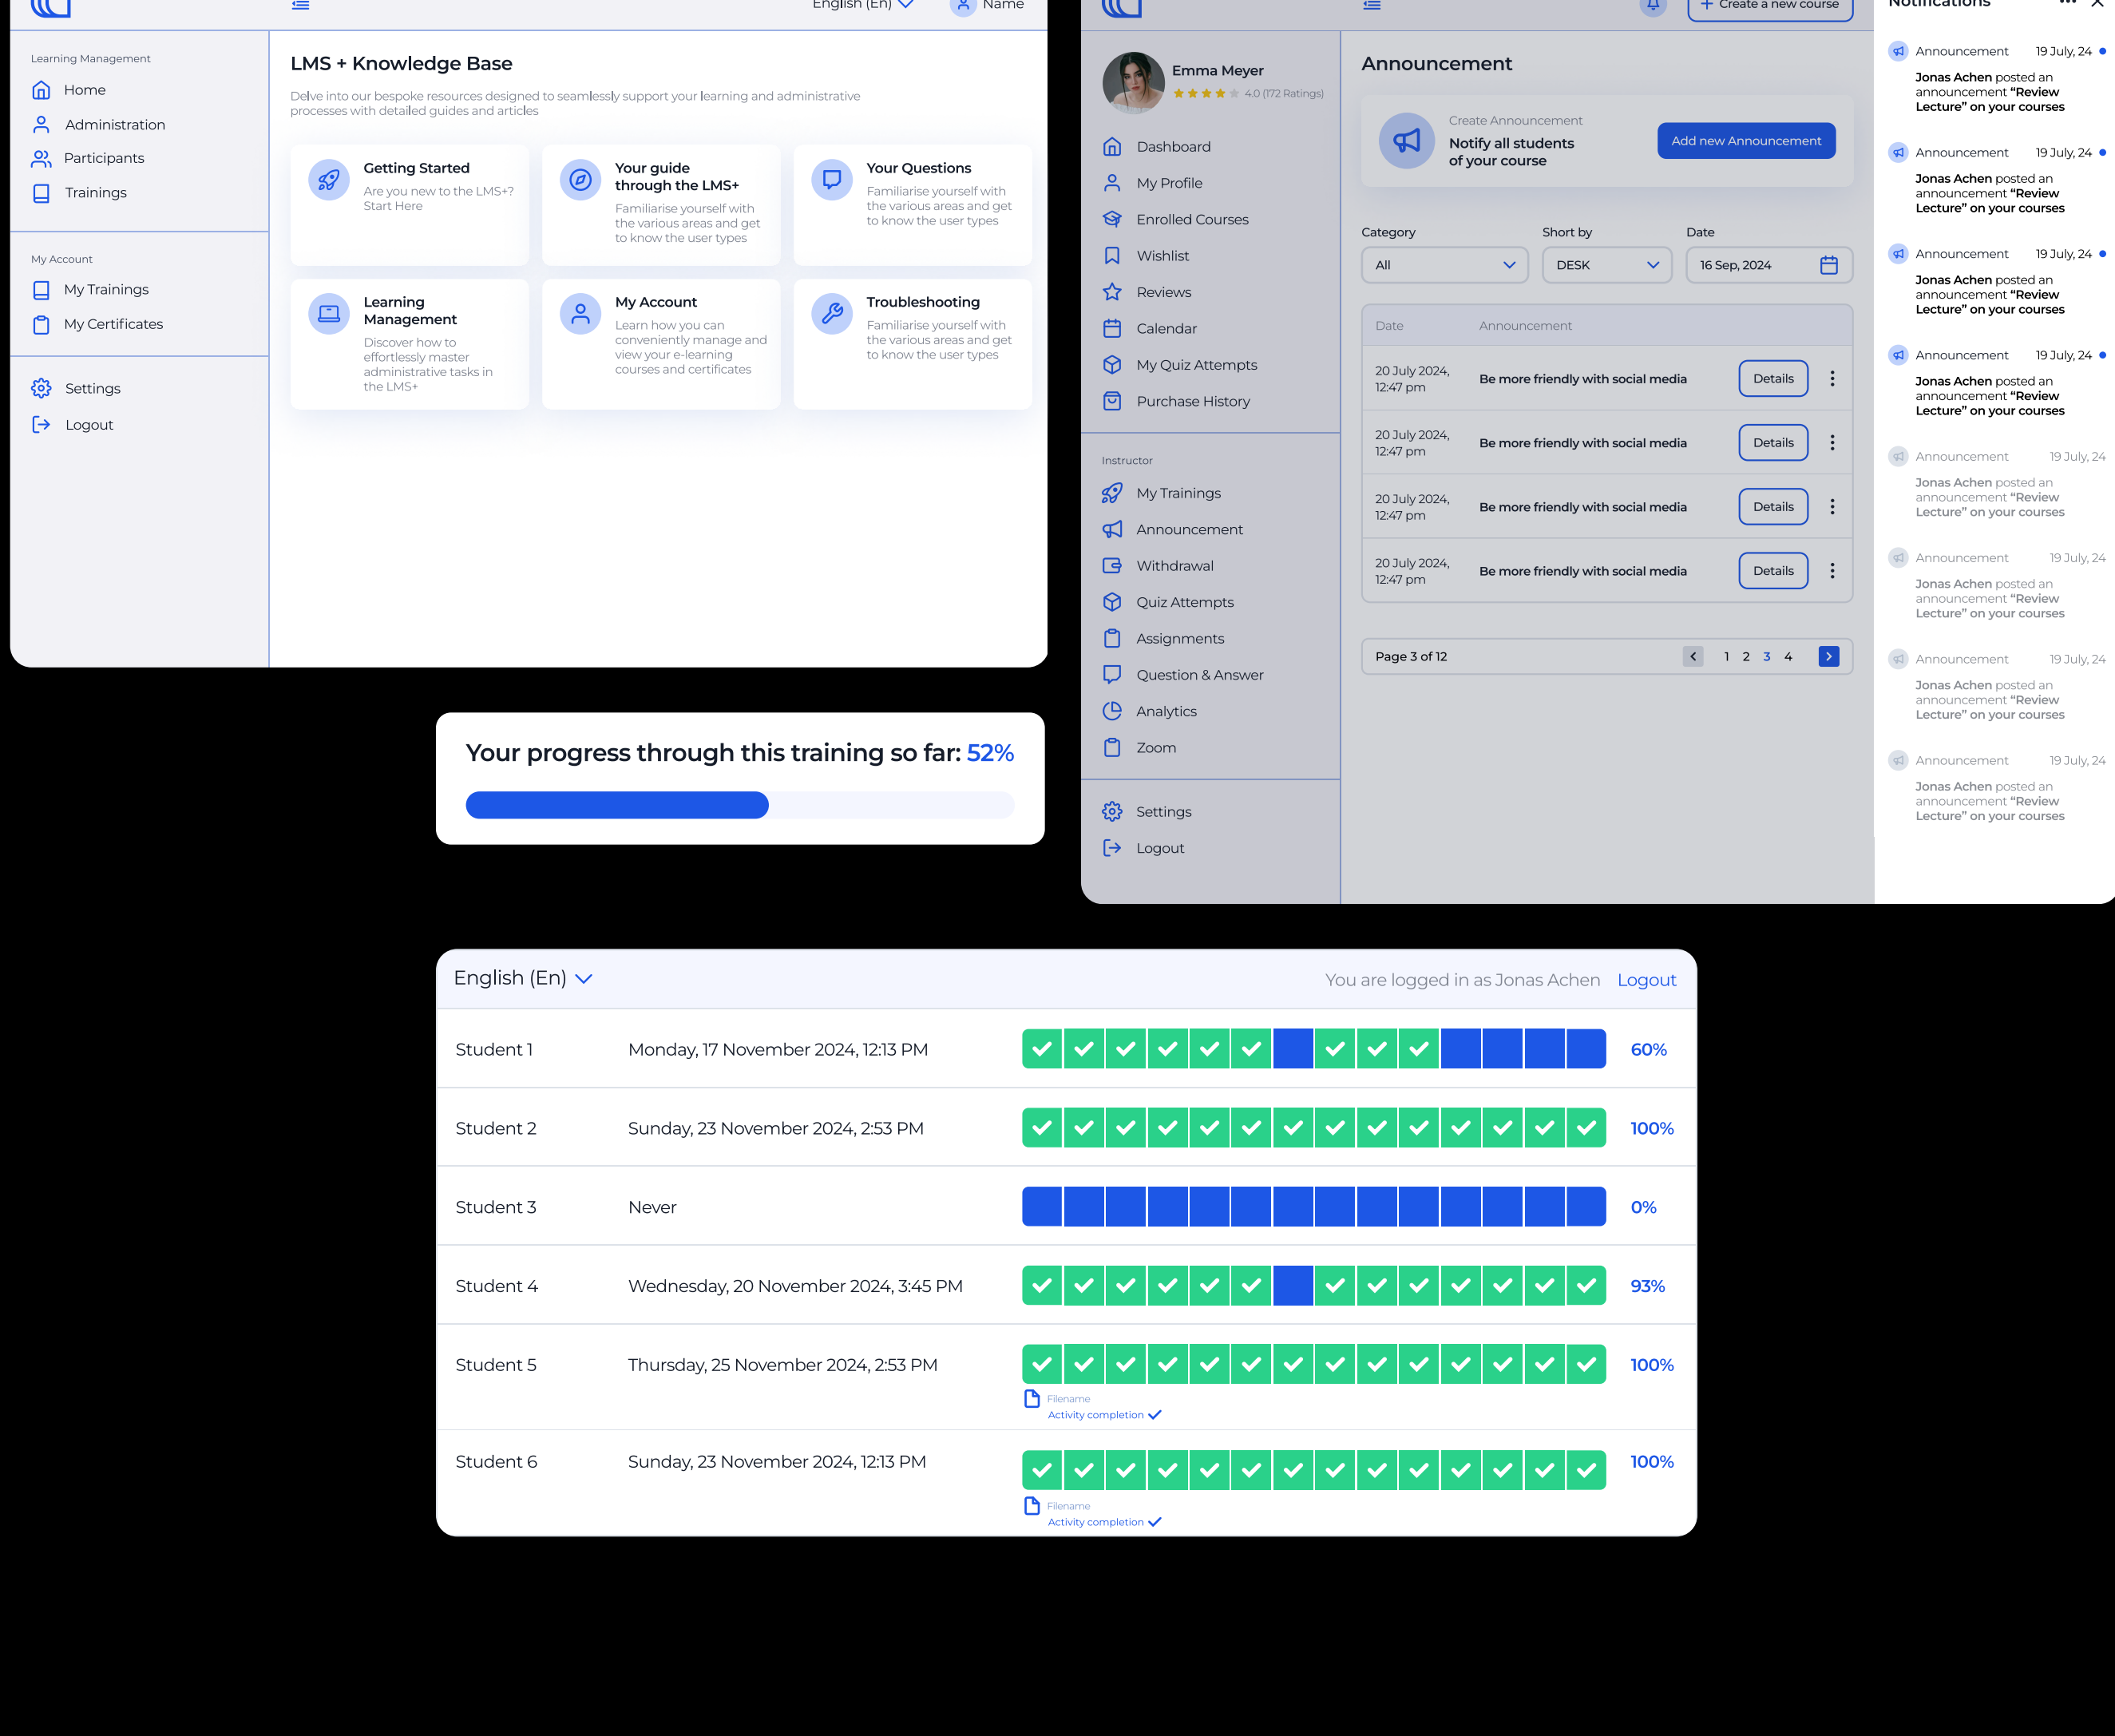 English (En)
Name
Learning Management
Home
Administration
Participants
Trainings
My Account
My Trainings
My Certificates
Settings
Logout
LMS + Knowledge Base
Delve into our bespoke resources designed to seamlessly support your learning and administrative
processes with detailed guides and articles
Getting Started
Are you new to the LMS+?
Start Here
Your guide
through the LMS+
Familiarise yourself with
the various areas and get
to know the user types
Your Questions
Familiarise yourself with
the various areas and get
to know the user types
Learning
Management
Discover how to
effortlessly master
administrative tasks in
the LMS+
My Account
Learn how you can
conveniently manage and
view your e-learning
courses and certificates
Troubleshooting
Familiarise yourself with
the various areas and get
to know the user types
+ Create a new course
Emma Meyer
4.0 (172 Ratings)
Dashboard
My Profile
Enrolled Courses
Wishlist
Reviews
Calendar
My Quiz Attempts
Purchase History
Instructor
My Trainings
Announcement
Withdrawal
Quiz Attempts
Assignments
Question & Answer
Analytics
Zoom
Settings
Logout
Announcement
Create Announcement
Notify all students
of your course
Add new Announcement
Category
Short by
Date
All
DESK
16 Sep, 2024
Date
Announcement
20 July 2024,
12:47 pm
Be more friendly with social media
Details
20 July 2024,
12:47 pm
Be more friendly with social media
Details
20 July 2024,
12:47 pm
Be more friendly with social media
Details
20 July 2024,
12:47 pm
Be more friendly with social media
Details
Page 3 of 12
1 2 3 4
Notifications
Announcement 19 July, 24
Jonas Achen posted an
announcement “Review
Lecture” on your courses
Announcement 19 July, 24
Jonas Achen posted an
announcement “Review
Lecture” on your courses
Announcement 19 July, 24
Jonas Achen posted an
announcement “Review
Lecture” on your courses
Announcement 19 July, 24
Jonas Achen posted an
announcement “Review
Lecture” on your courses
Announcement 19 July, 24
Jonas Achen posted an
announcement “Review
Lecture” on your courses
Announcement 19 July, 24
Jonas Achen posted an
announcement “Review
Lecture” on your courses
Announcement 19 July, 24
Jonas Achen posted an
announcement “Review
Lecture” on your courses
Announcement 19 July, 24
Jonas Achen posted an
announcement “Review
Lecture” on your courses
Your progress through this training so far: 52%
English (En)
You are logged in as Jonas Achen Logout
Student 1 Monday, 17 November 2024, 12:13 PM 60%
Student 2 Sunday, 23 November 2024, 2:53 PM 100%
Student 3 Never 0%
Student 4 Wednesday, 20 November 2024, 3:45 PM 93%
Student 5 Thursday, 25 November 2024, 2:53 PM 100%
Filename
Activity completion
Student 6 Sunday, 23 November 2024, 12:13 PM 100%
Filename
Activity completion